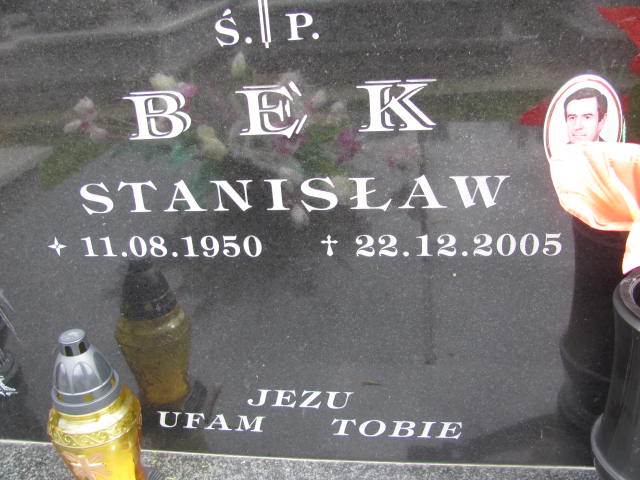 Ś. P.
BEK
STANISŁAW
11.08.1950 † 22.12.2005
JEZU
UFAM TOBIE